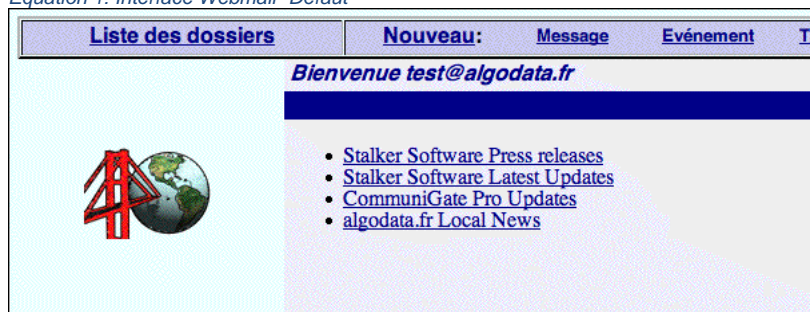 Equation 1: Interface Webmail "Défaut"
Liste des dossiers Nouveau: Message Evénement
Bienvenue test@algodata.fr
Stalker Software Press releases
Stalker Software Latest Updates
CommuniGate Pro Updates
algodata.fr Local News